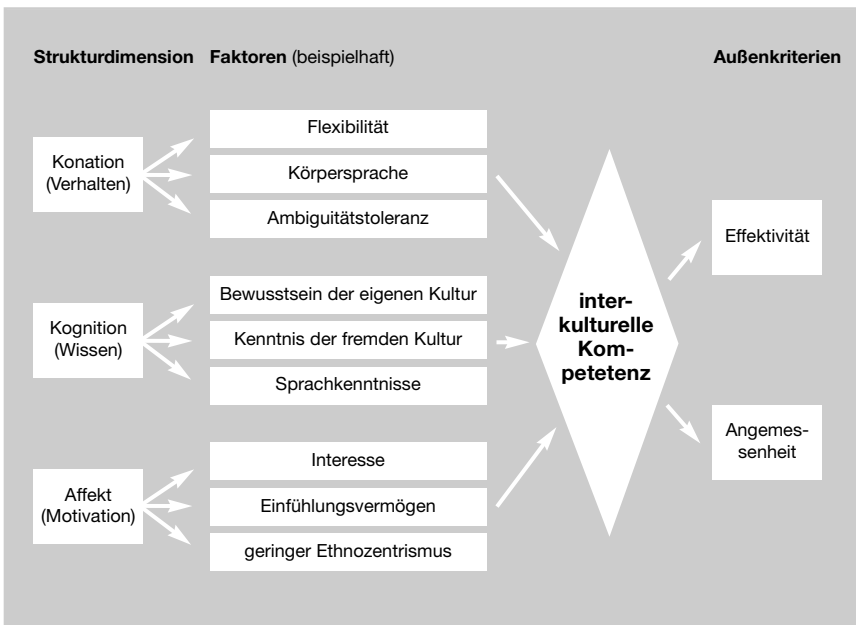 Strukturdimension Faktoren (beispielhaft) Außenkriterien
Konation
(Verhalten)
Flexibilität
Körpersprache
Ambiguitätstoleranz
Kognition
(Wissen)
Bewusstsein der eigenen Kultur
Kenntnis der fremden Kultur
Sprachkenntnisse
Affekt
(Motivation)
Interesse
Einfühlungsvermögen
geringer Ethnozentrismus
inter-
kulturelle
Kom-
petetenz
Effektivität
Angemes-
senheit